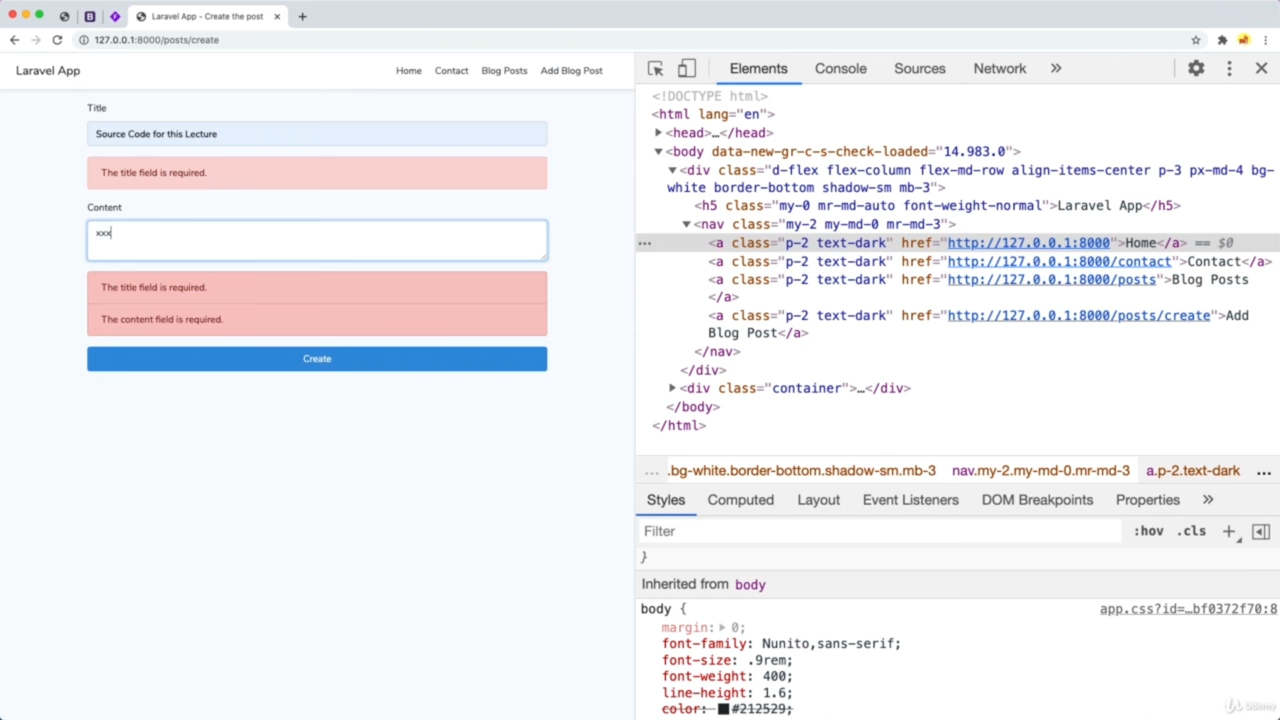 Laravel App - Create the post
127.0.0.1:8000/posts/create
Laravel App
Home Contact Blog Posts Add Blog Post
Title
Source Code for this Lecture
The title field is required.
Content
xxx
The title field is required.
The content field is required.
Create
Elements Console Sources Network »
<!DOCTYPE html>
<html lang="en">
<head>…</head>
<body data-new-gr-c-s-check-loaded="14.983.0">
<div class="d-flex flex-column flex-md-row align-items-center p-3 px-md-4 bg-
white border-bottom shadow-sm mb-3">
<h5 class="my-0 mr-md-auto font-weight-normal">Laravel App</h5>
<nav class="my-2 my-md-0 mr-md-3">
<a class="p-2 text-dark" href="http://127.0.0.1:8000">Home</a> == $0
<a class="p-2 text-dark" href="http://127.0.0.1:8000/contact">Contact</a>
<a class="p-2 text-dark" href="http://127.0.0.1:8000/posts">Blog Posts
</a>
<a class="p-2 text-dark" href="http://127.0.0.1:8000/posts/create">Add
Blog Post</a>
</nav>
</div>
<div class="container">…</div>
</body>
</html>
... .bg-white.border-bottom.shadow-sm.mb-3 nav.my-2.my-md-0.mr-md-3 a.p-2.text-dark ...
Styles Computed Layout Event Listeners DOM Breakpoints Properties »
Filter :hov .cls +
}
Inherited from body
body { app.css?id=…bf0372f70:8
margin: 0;
font-family: Nunito,sans-serif;
font-size: .9rem;
font-weight: 400;
line-height: 1.6;
color: #212529;
Udemy